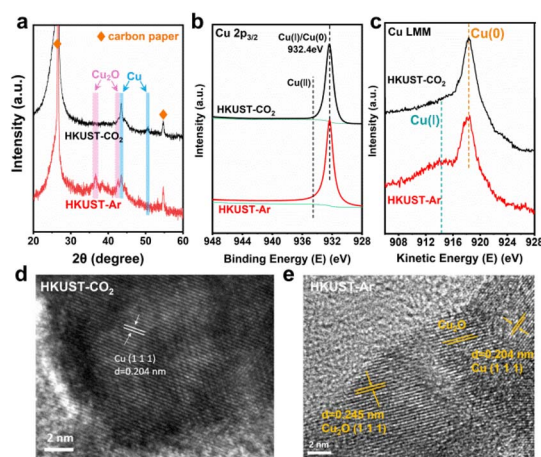 a
carbon paper
Cu₂O
Cu
HKUST-CO₂
HKUST-Ar
Intensity (a.u.)
20 30 40 50 60
2θ (degree)
b
Cu 2p₃/₂
Cu(I)/Cu(0)
932.4eV
Cu(II)
HKUST-CO₂
HKUST-Ar
Intensity (a.u.)
948 944 940 936 932 928
Binding Energy (E) (eV)
c
Cu LMM
Cu(0)
HKUST-CO₂
Cu(I)
HKUST-Ar
Intensity (a.u.)
908 912 916 920 924 928
Kinetic Energy (E) (eV)
d
HKUST-CO₂
Cu (1 1 1)
d=0.204 nm
2 nm
e
HKUST-Ar
Cu₂O
d=0.204 nm
Cu (1 1 1)
d=0.245 nm
Cu₂O (1 1 1)
2 nm